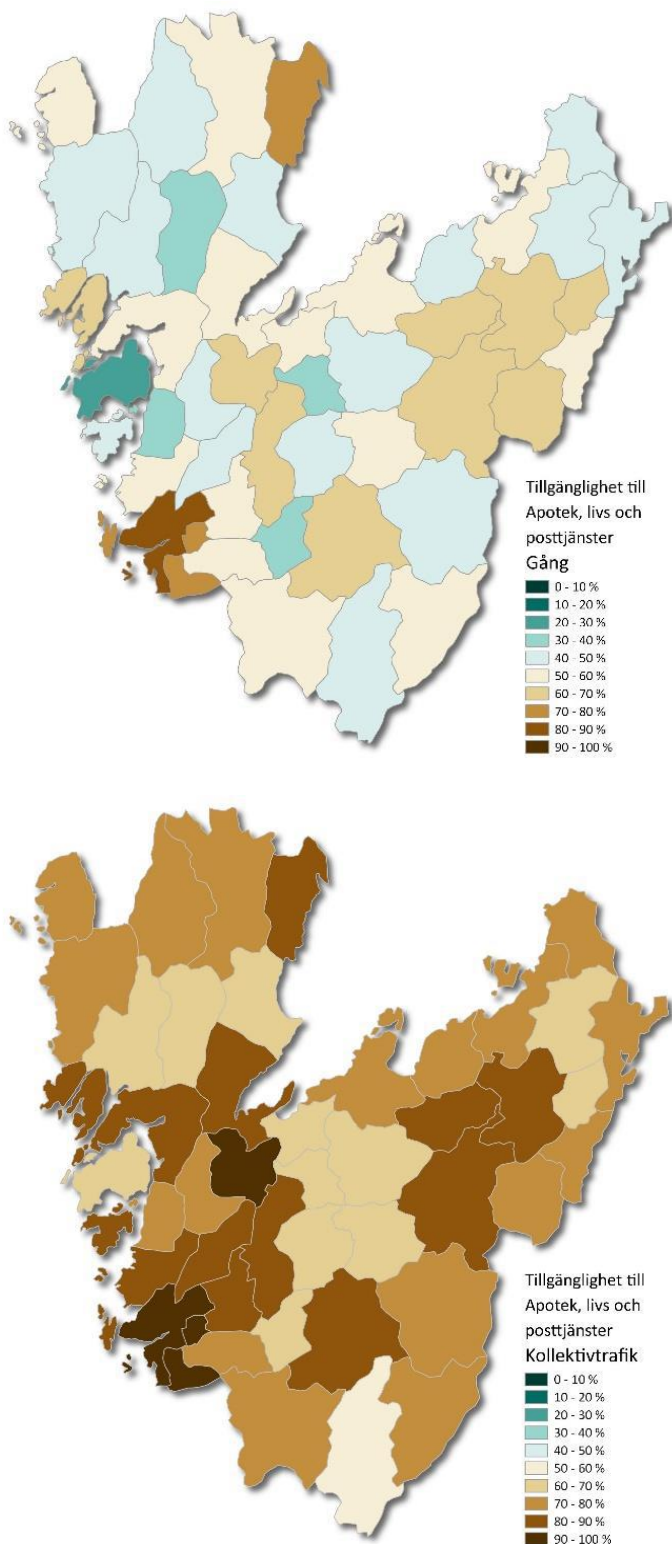 Tillgänglighet till
Apotek, livs och
posttjänster
Gång
0 - 10 %
10 - 20 %
20 - 30 %
30 - 40 %
40 - 50 %
50 - 60 %
60 - 70 %
70 - 80 %
80 - 90 %
90 - 100 %
Tillgänglighet till
Apotek, livs och
posttjänster
Kollektivtrafik
0 - 10 %
10 - 20 %
20 - 30 %
30 - 40 %
40 - 50 %
50 - 60 %
60 - 70 %
70 - 80 %
80 - 90 %
90 - 100 %